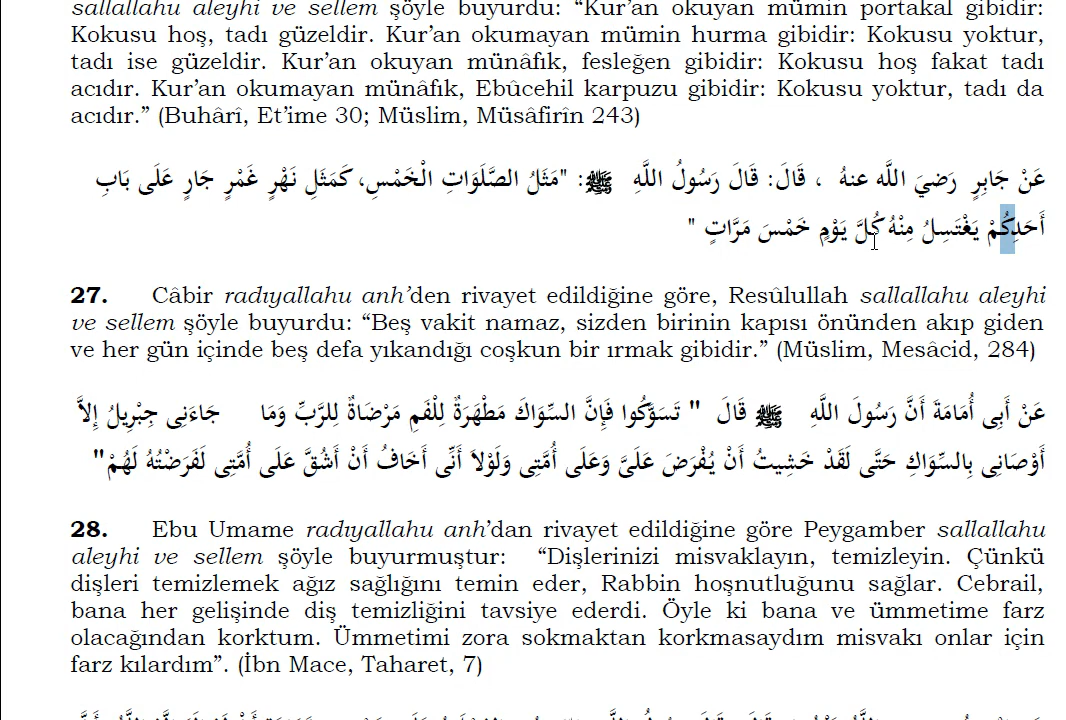 sallallahu aleyhi ve sellem şöyle buyurdu: “Kur’an okuyan mümin portakal gibidir:
Kokusu hoş, tadı güzeldir. Kur’an okumayan mümin hurma gibidir: Kokusu yoktur,
tadı ise güzeldir. Kur’an okuyan münâfık, fesleğen gibidir: Kokusu hoş fakat tadı
acıdır. Kur’an okumayan münâfık, Ebûcehil karpuzu gibidir: Kokusu yoktur, tadı da
acıdır.” (Buhârî, Et’ime 30; Müslim, Müsâfirîn 243)
عَنْ جَابِرٍ رَضيَ اللَّه عنهُ ، قَالَ: قَالَ رَسُولُ اللَّهِ ﷺ: "مَثَلُ الصَّلَوَاتِ الْخَمْسِ، كَمَثَلِ نَهْرٍ غَمْرٍ جَارٍ عَلَى بَابِ
أَحَدِكُمْ يَغْتَسِلُ مِنْهُ كُلَّ يَوْمٍ خَمْسَ مَرَّاتٍ "
27. Câbir radıyallahu anh’den rivayet edildiğine göre, Resûlullah sallallahu aleyhi
ve sellem şöyle buyurdu: “Beş vakit namaz, sizden birinin kapısı önünden akıp giden
ve her gün içinde beş defa yıkandığı coşkun bir ırmak gibidir.” (Müslim, Mesâcid, 284)
عَنْ أَبِى أُمَامَةَ أَنَّ رَسُولَ اللَّهِ ﷺ قَالَ " تَسَوَّكُوا فَإِنَّ السِّوَاكَ مَطْهَرَةٌ لِلْفَمِ مَرْضَاةٌ لِلرَّبِّ وَمَا جَاءَنِى جِبْرِيلُ إِلاَّ
أَوْصَانِى بِالسِّوَاكِ حَتَّى لَقَدْ خَشِيتُ أَنْ يُفْرَضَ عَلَىَّ وَعَلَى أُمَّتِى وَلَوْلاَ أَنِّى أَخَافُ أَنْ أَشُقَّ عَلَى أُمَّتِى لَفَرَضْتُهُ لَهُمْ"
28. Ebu Umame radıyallahu anh’dan rivayet edildiğine göre Peygamber sallallahu
aleyhi ve sellem şöyle buyurmuştur: “Dişlerinizi misvaklayın, temizleyin. Çünkü
dişleri temizlemek ağız sağlığını temin eder, Rabbin hoşnutluğunu sağlar. Cebrail,
bana her gelişinde diş temizliğini tavsiye ederdi. Öyle ki bana ve ümmetime farz
olacağından korktum. Ümmetimi zora sokmaktan korkmasaydım misvakı onlar için
farz kılardım”. (İbn Mace, Taharet, 7)